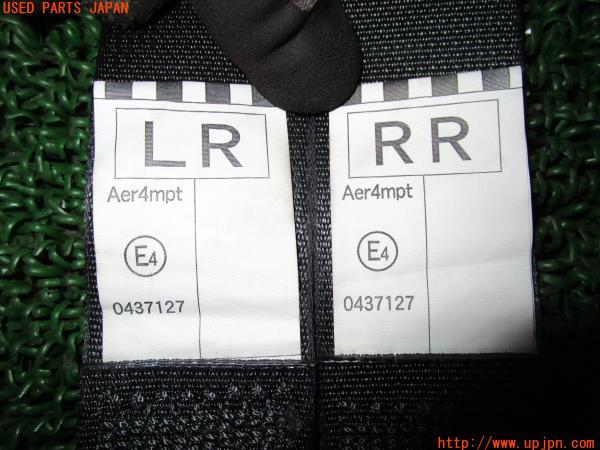 USED PARTS JAPAN
LR
Aer4mpt
E4
0437127
RR
Aer4mpt
E4
0437127
http://www.upjpn.com/